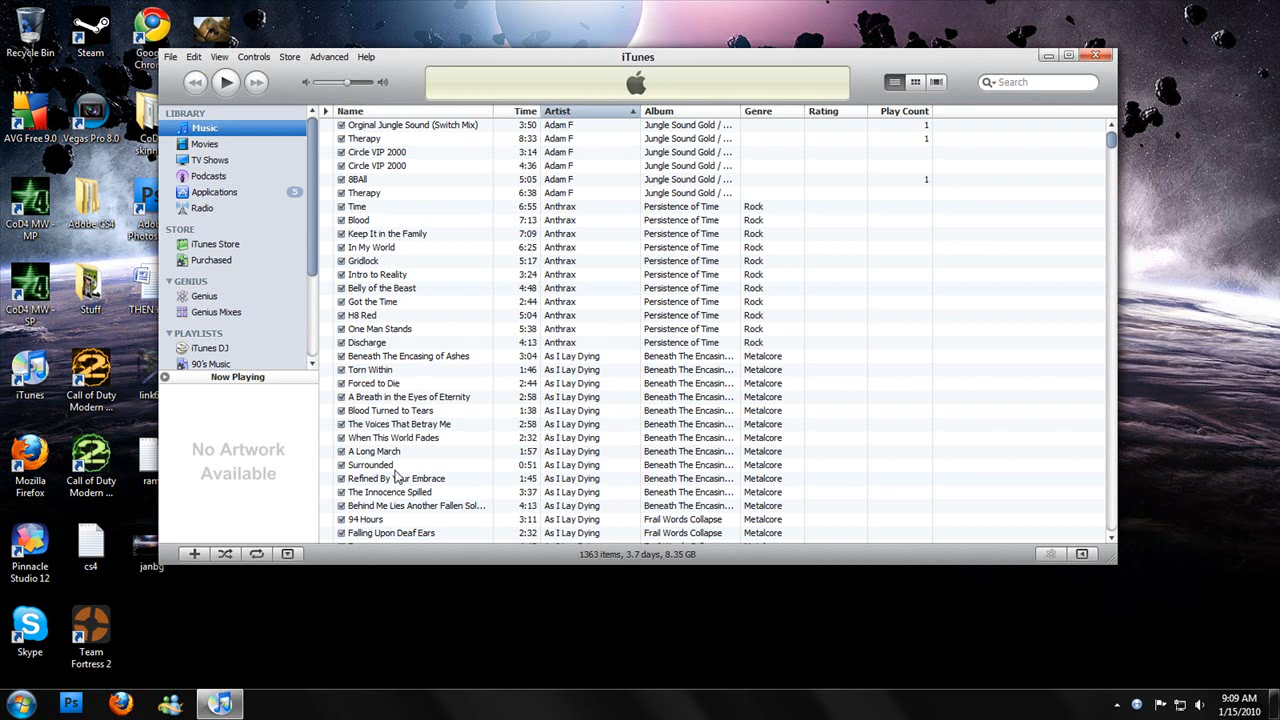 Recycle Bin
Steam
AVG Free 9.0
Vegas Pro 8.0
CoD4 MW - MP
Adobe CS4
CoD4 MW - SP
Stuff
iTunes
Call of Duty Modern ...
Mozilla Firefox
Call of Duty Modern ...
Pinnacle Studio 12
cs4
Skype
Team Fortress 2
iTunes
File Edit View Controls Store Advanced Help
Search
LIBRARY
Music
Movies
TV Shows
Podcasts
Applications 5
Radio
STORE
iTunes Store
Purchased
GENIUS
Genius
Genius Mixes
PLAYLISTS
iTunes DJ
90's Music
Now Playing
No Artwork
Available
Name Time Artist Album Genre Rating Play Count
Orginal Jungle Sound (Switch Mix) 3:50 Adam F Jungle Sound Gold / ... 1
Therapy 8:33 Adam F Jungle Sound Gold / ... 1
Circle VIP 2000 3:14 Adam F Jungle Sound Gold / ...
Circle VIP 2000 4:36 Adam F Jungle Sound Gold / ...
8BAll 5:05 Adam F Jungle Sound Gold / ... 1
Therapy 6:38 Adam F Jungle Sound Gold / ...
Time 6:55 Anthrax Persistence of Time Rock
Blood 7:13 Anthrax Persistence of Time Rock
Keep It in the Family 7:09 Anthrax Persistence of Time Rock
In My World 6:25 Anthrax Persistence of Time Rock
Gridlock 5:17 Anthrax Persistence of Time Rock
Intro to Reality 3:24 Anthrax Persistence of Time Rock
Belly of the Beast 4:48 Anthrax Persistence of Time Rock
Got the Time 2:44 Anthrax Persistence of Time Rock
H8 Red 5:04 Anthrax Persistence of Time Rock
One Man Stands 5:38 Anthrax Persistence of Time Rock
Discharge 4:13 Anthrax Persistence of Time Rock
Beneath The Encasing of Ashes 3:04 As I Lay Dying Beneath The Encasin... Metalcore
Torn Within 1:46 As I Lay Dying Beneath The Encasin... Metalcore
Forced to Die 2:44 As I Lay Dying Beneath The Encasin... Metalcore
A Breath in the Eyes of Eternity 2:58 As I Lay Dying Beneath The Encasin... Metalcore
Blood Turned to Tears 1:38 As I Lay Dying Beneath The Encasin... Metalcore
The Voices That Betray Me 2:58 As I Lay Dying Beneath The Encasin... Metalcore
When This World Fades 2:32 As I Lay Dying Beneath The Encasin... Metalcore
A Long March 1:57 As I Lay Dying Beneath The Encasin... Metalcore
Surrounded 0:51 As I Lay Dying Beneath The Encasin... Metalcore
Refined By Your Embrace 1:45 As I Lay Dying Beneath The Encasin... Metalcore
The Innocence Spilled 3:37 As I Lay Dying Beneath The Encasin... Metalcore
Behind Me Lies Another Fallen Sol... 4:13 As I Lay Dying Beneath The Encasin... Metalcore
94 Hours 3:11 As I Lay Dying Frail Words Collapse Metalcore
Falling Upon Deaf Ears 2:32 As I Lay Dying Frail Words Collapse Metalcore
1363 items, 3.7 days, 8.35 GB
Ps
9:09 AM
1/15/2010